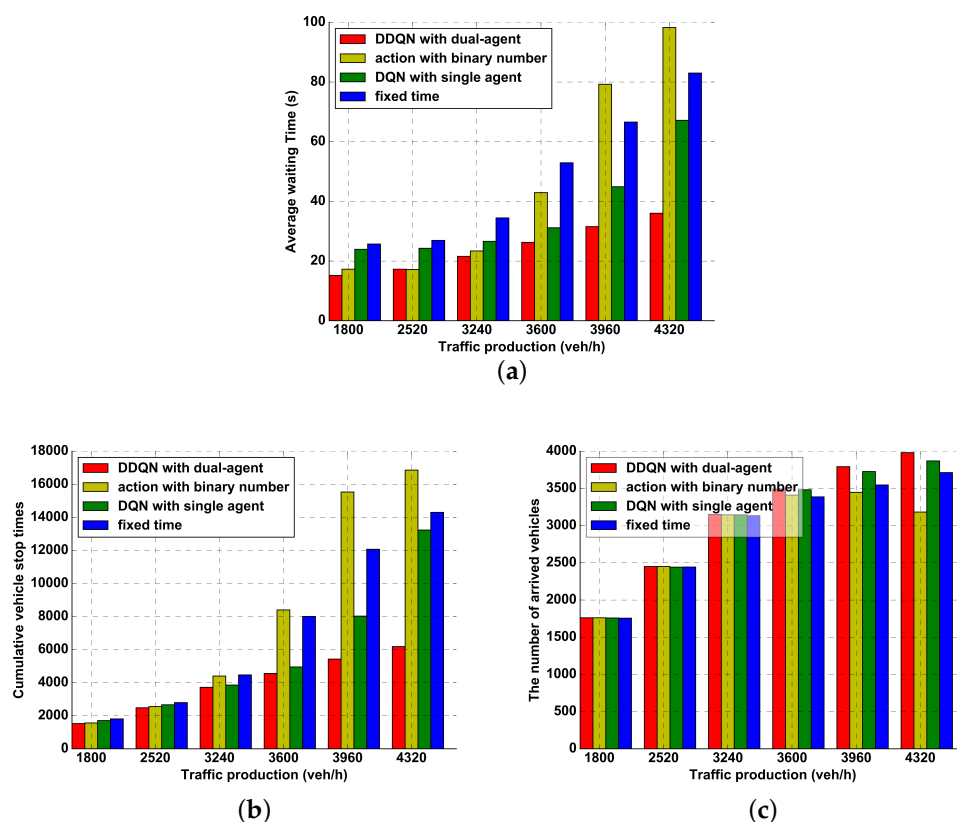 100
80
60
40
20
0
Average waiting Time (s)
DDQN with dual-agent
action with binary number
DQN with single agent
fixed time
1800 2520 3240 3600 3960 4320
Traffic production (veh/h)
(a)
18000
16000
14000
12000
10000
8000
6000
4000
2000
0
Cumulative vehicle stop times
DDQN with dual-agent
action with binary number
DQN with single agent
fixed time
1800 2520 3240 3600 3960 4320
Traffic production (veh/h)
(b)
4000
3500
3000
2500
2000
1500
1000
500
0
The number of arrived vehicles
DDQN with dual-agent
action with binary number
DQN with single agent
fixed time
1800 2520 3240 3600 3960 4320
Traffic production (veh/h)
(c)